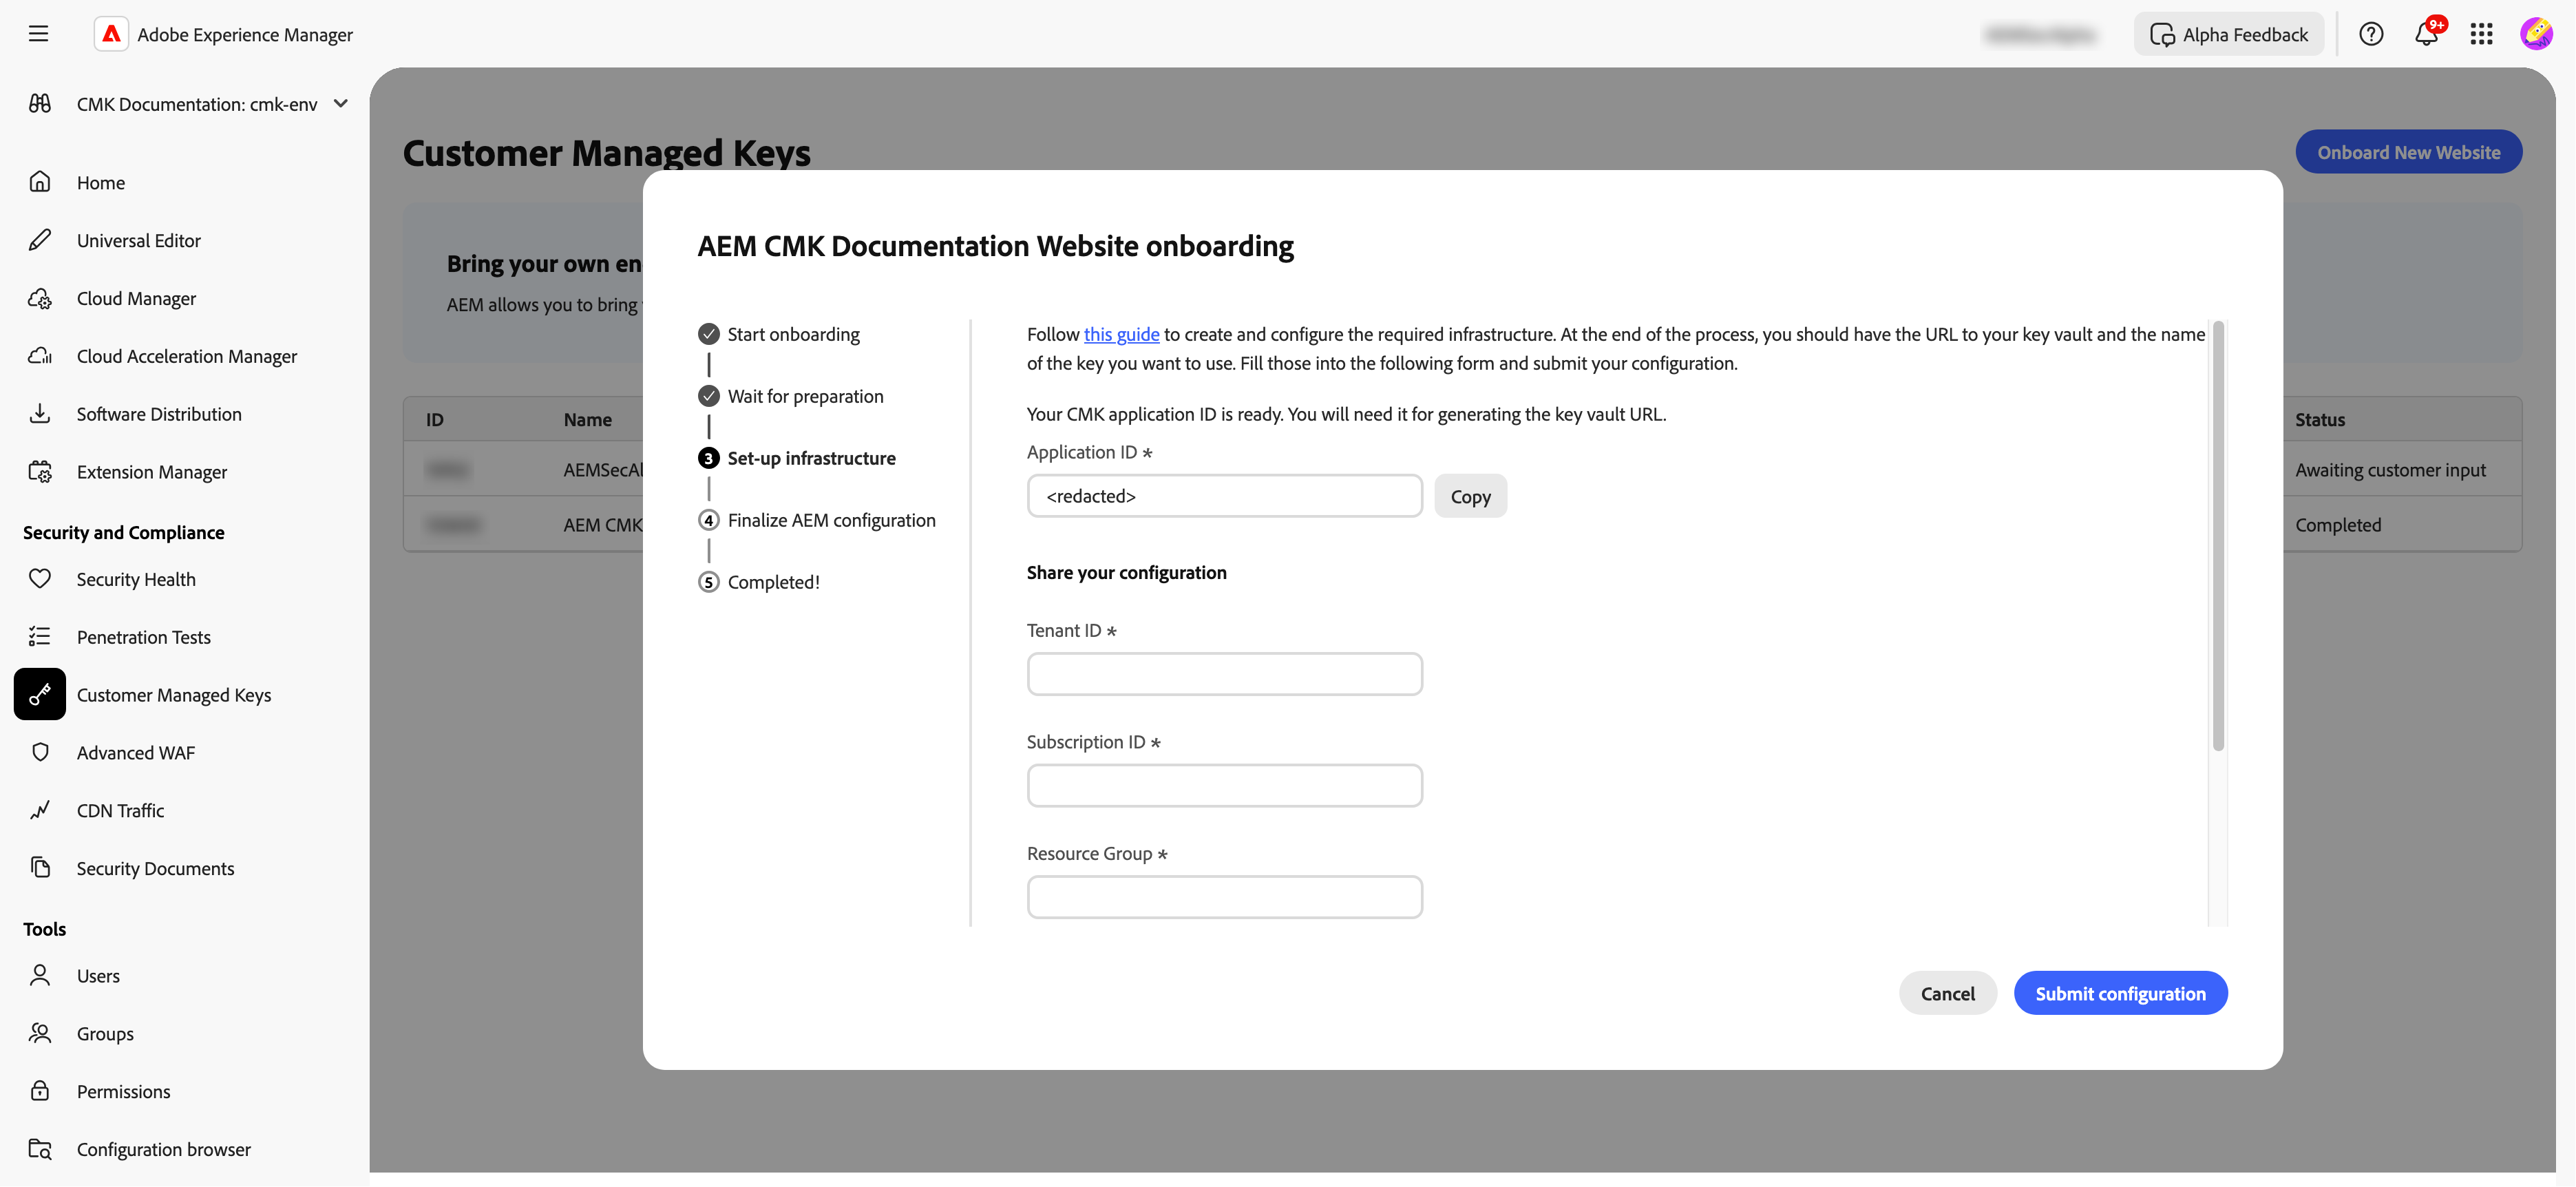 Adobe Experience Manager
Alpha Feedback
9+
CMK Documentation: cmk-env
Home
Universal Editor
Cloud Manager
Cloud Acceleration Manager
Software Distribution
Extension Manager
Security and Compliance
Security Health
Penetration Tests
Customer Managed Keys
Advanced WAF
CDN Traffic
Security Documents
Tools
Users
Groups
Permissions
Configuration browser
Customer Managed Keys
Onboard New Website
Bring your own en
AEM allows you to bring
ID Name Status
AEMSecAl Awaiting customer input
AEM CMK Completed
AEM CMK Documentation Website onboarding
Start onboarding
Wait for preparation
3 Set-up infrastructure
4 Finalize AEM configuration
5 Completed!
Follow this guide to create and configure the required infrastructure. At the end of the process, you should have the URL to your key vault and the name
of the key you want to use. Fill those into the following form and submit your configuration.
Your CMK application ID is ready. You will need it for generating the key vault URL.
Application ID *
<redacted> Copy
Share your configuration
Tenant ID *
Subscription ID *
Resource Group *
Cancel Submit configuration